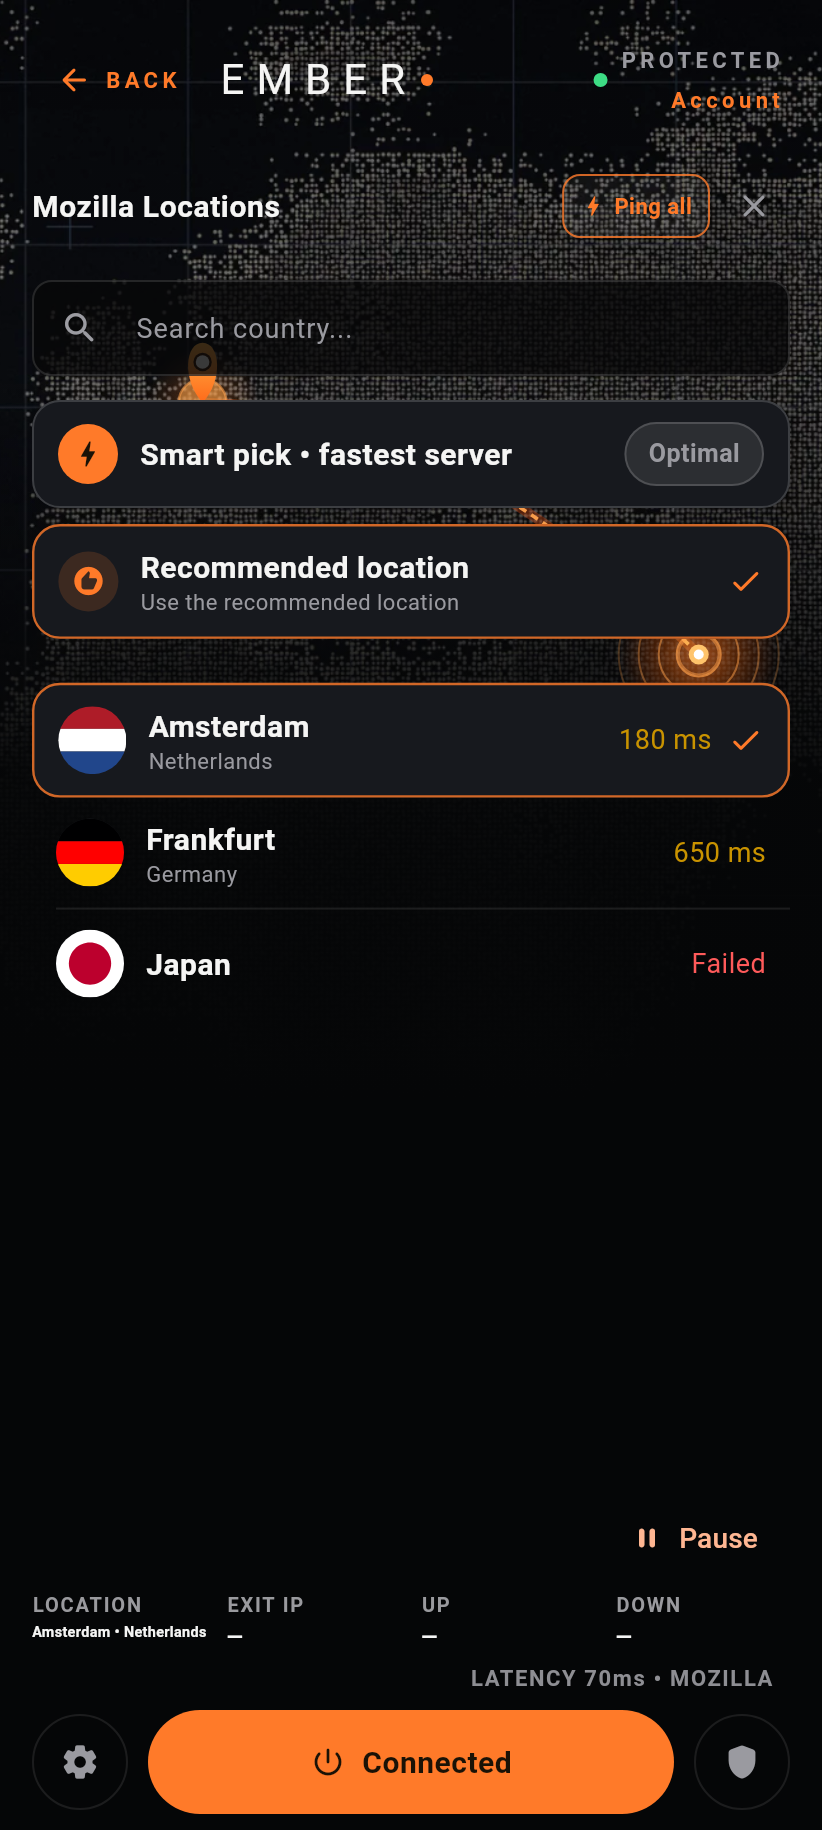 BACK
EMBER
PROTECTED
Account
Mozilla Locations
Ping all
Search country...
Smart pick • fastest server
Optimal
Recommended location
Use the recommended location
Amsterdam
Netherlands
180 ms
Frankfurt
Germany
650 ms
Japan
Failed
Pause
LOCATION
Amsterdam • Netherlands
EXIT IP
—
UP
—
DOWN
—
LATENCY 70ms • MOZILLA
Connected